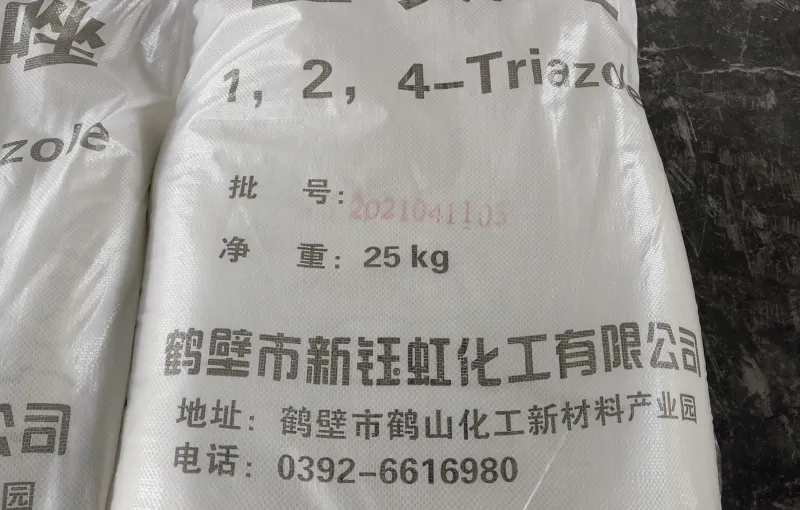 唑
zole
1, 2, 4-Triazole
批 号: 2021041105
净 重: 25 kg
鹤壁市新钰虹化工有限公司
地址: 鹤壁市鹤山化工新材料产业园
电话: 0392-6616980
公司
园